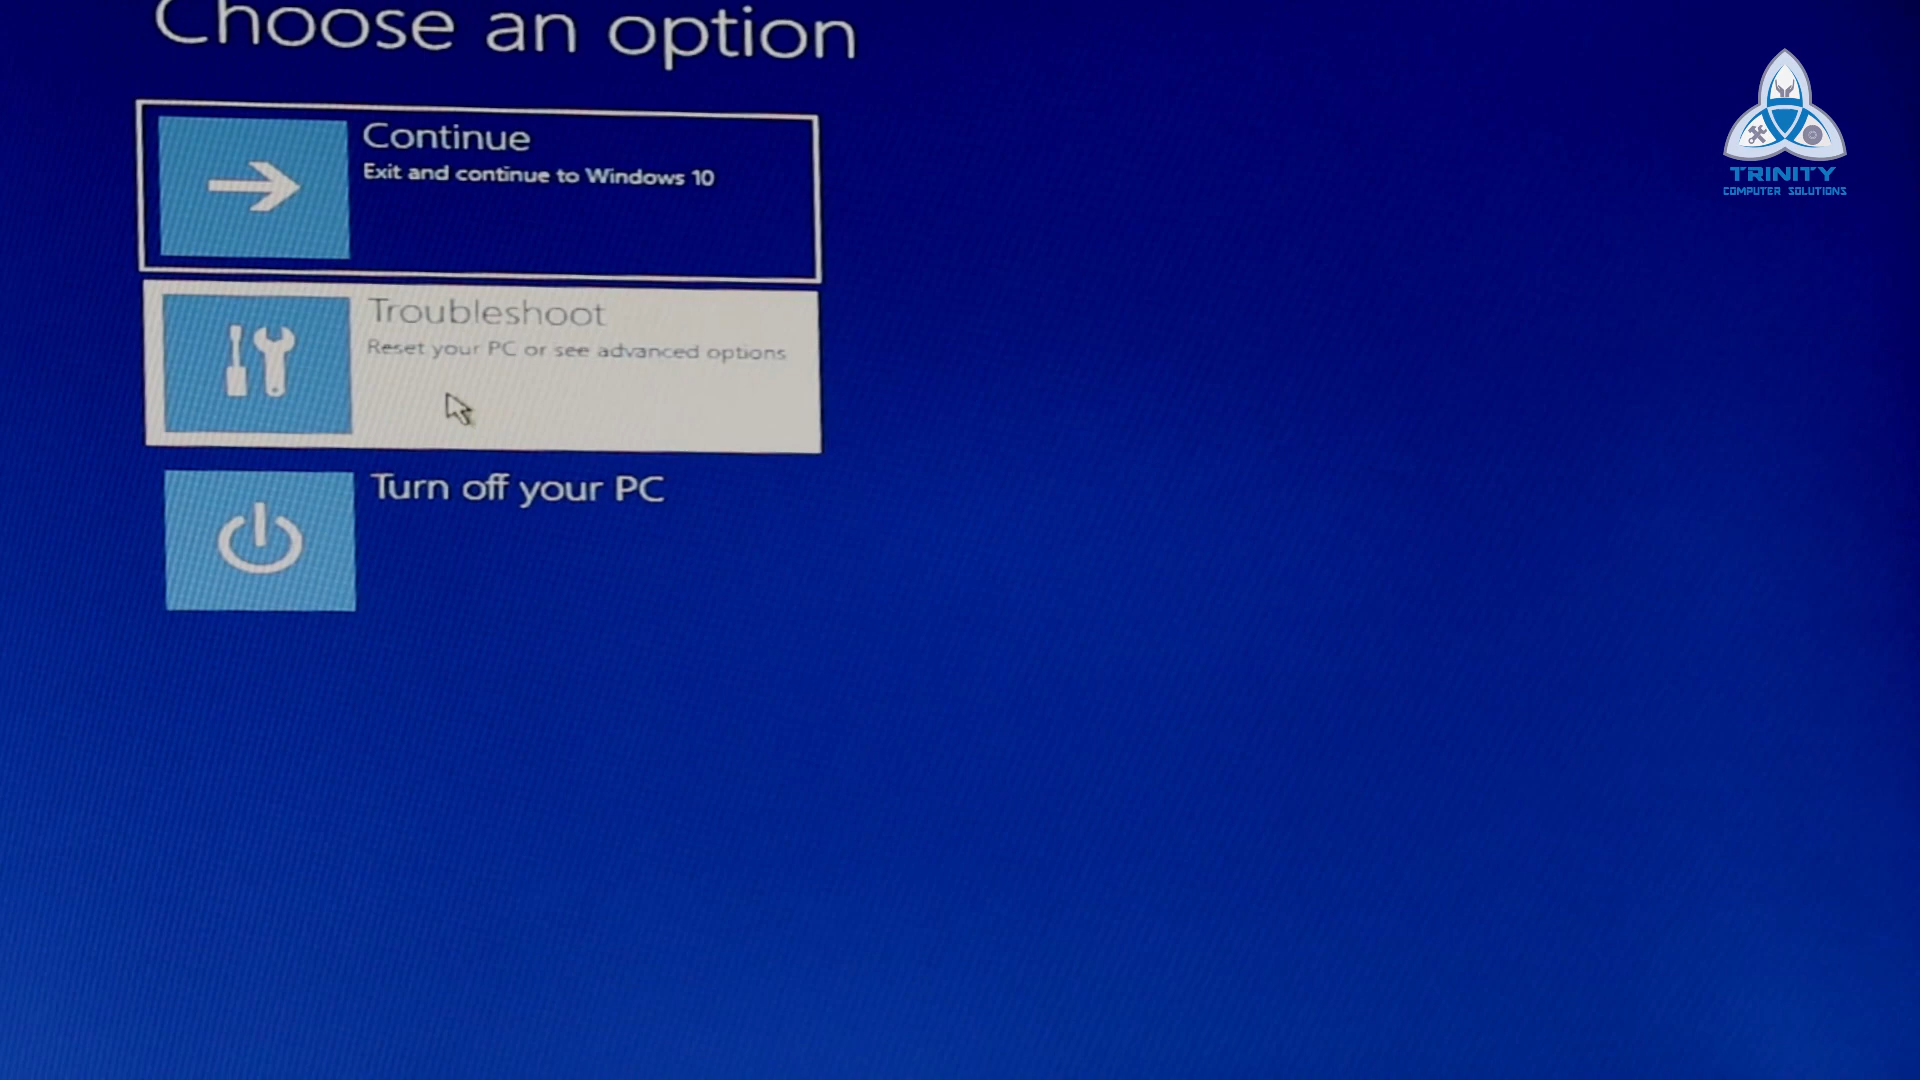 Choose an option
Continue
Exit and continue to Windows 10
Troubleshoot
Reset your PC or see advanced options
Turn off your PC
TRINITY
COMPUTER SOLUTIONS